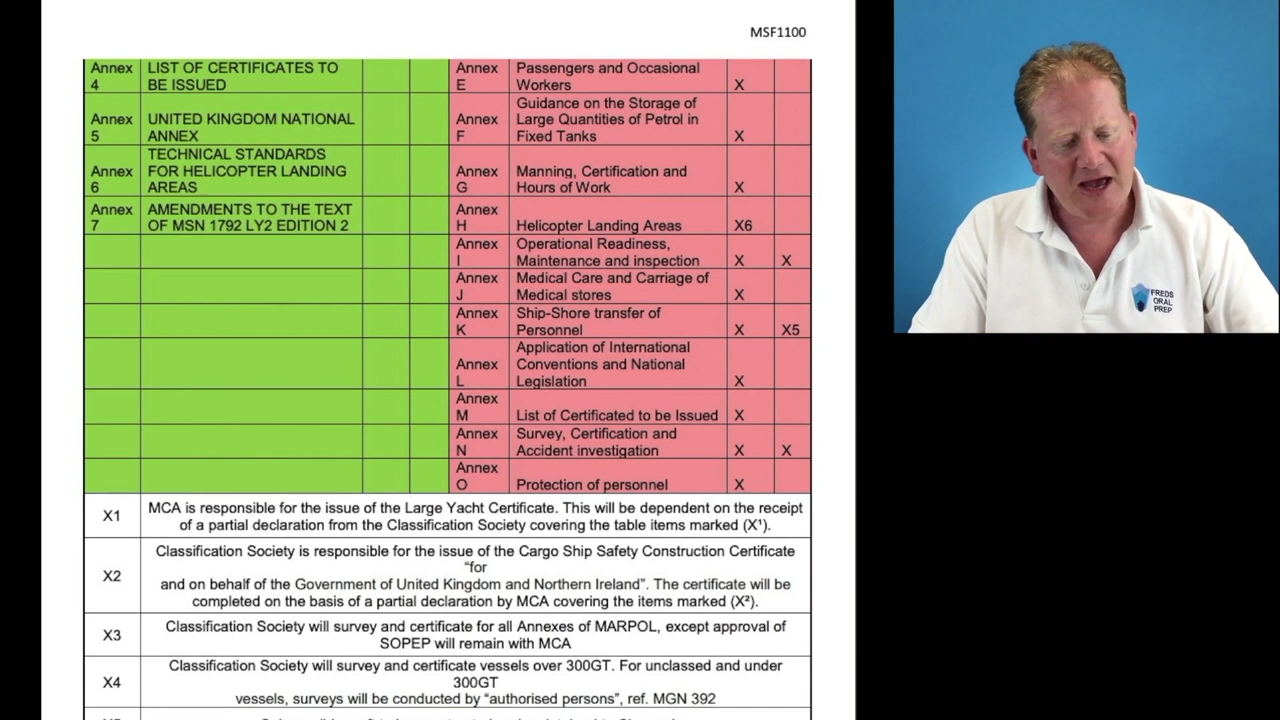 MSF1100
Annex 4 LIST OF CERTIFICATES TO BE ISSUED Annex E Passengers and Occasional Workers X
Annex 5 UNITED KINGDOM NATIONAL ANNEX Annex F Guidance on the Storage of Large Quantities of Petrol in Fixed Tanks X
Annex 6 TECHNICAL STANDARDS FOR HELICOPTER LANDING AREAS Annex G Manning, Certification and Hours of Work X
Annex 7 AMENDMENTS TO THE TEXT OF MSN 1792 LY2 EDITION 2 Annex H Helicopter Landing Areas X6
Annex I Operational Readiness, Maintenance and inspection X X
Annex J Medical Care and Carriage of Medical stores X
Annex K Ship-Shore transfer of Personnel X X5
Annex L Application of International Conventions and National Legislation X
Annex M List of Certificated to be Issued X
Annex N Survey, Certification and Accident investigation X X
Annex O Protection of personnel X
X1 MCA is responsible for the issue of the Large Yacht Certificate. This will be dependent on the receipt
of a partial declaration from the Classification Society covering the table items marked (X¹).
X2 Classification Society is responsible for the issue of the Cargo Ship Safety Construction Certificate
“for
and on behalf of the Government of United Kingdom and Northern Ireland”. The certificate will be
completed on the basis of a partial declaration by MCA covering the items marked (X²).
X3 Classification Society will survey and certificate for all Annexes of MARPOL, except approval of
SOPEP will remain with MCA
X4 Classification Society will survey and certificate vessels over 300GT. For unclassed and under
300GT
vessels, surveys will be conducted by “authorised persons”, ref. MGN 392
FREDS
ORAL
PREP